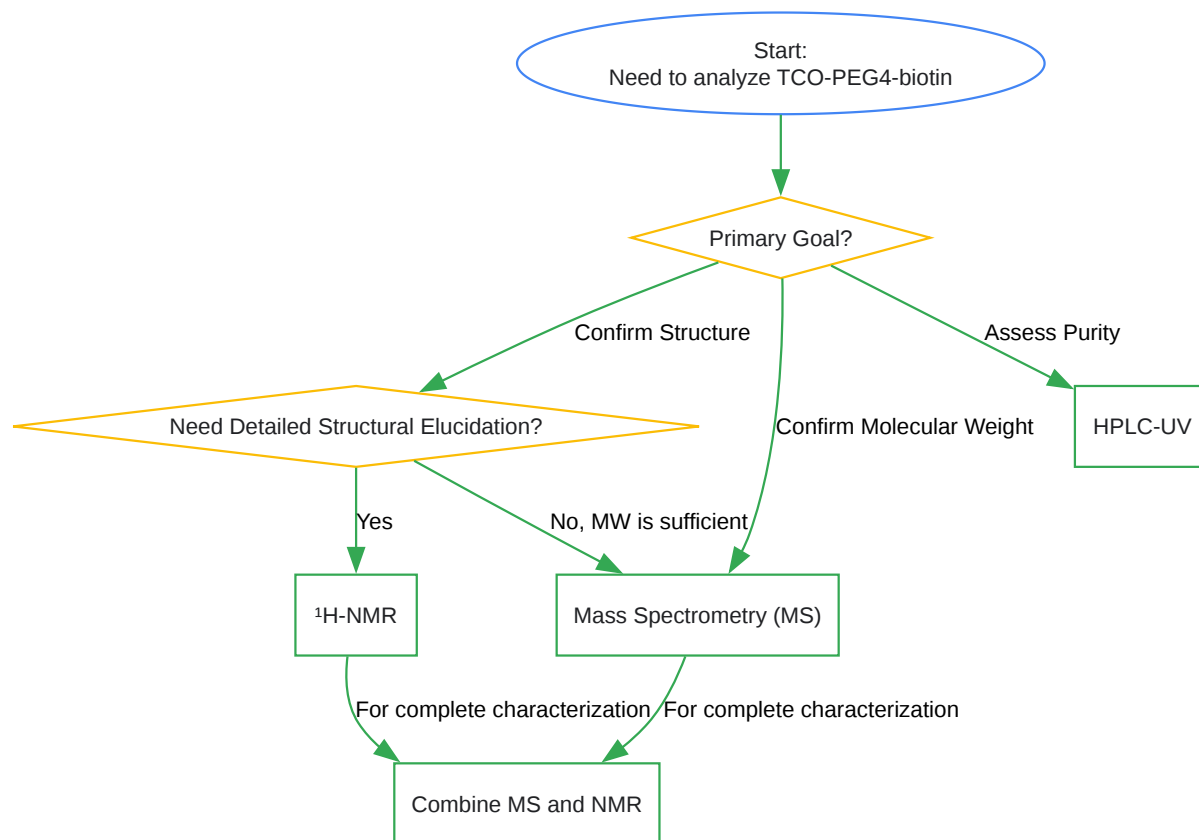 Start:
Need to analyze TCO-PEG4-biotin
Primary Goal?
Confirm Structure
Assess Purity
Need Detailed Structural Elucidation?
Confirm Molecular Weight
HPLC-UV
Yes
No, MW is sufficient
¹H-NMR
Mass Spectrometry (MS)
For complete characterization
For complete characterization
Combine MS and NMR